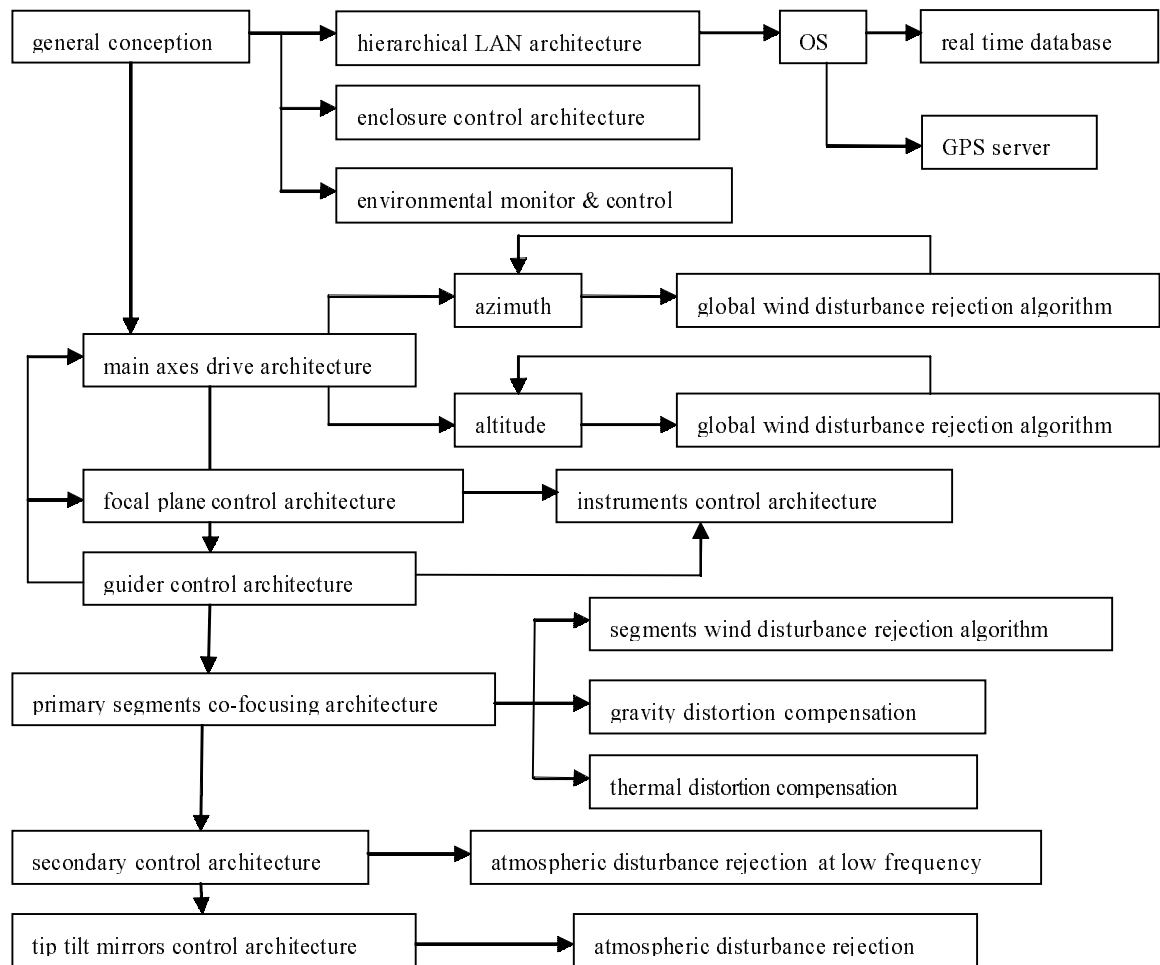 general conception
hierarchical LAN architecture
OS
real time database
enclosure control architecture
GPS server
environmental monitor & control
azimuth
global wind disturbance rejection algorithm
main axes drive architecture
altitude
global wind disturbance rejection algorithm
focal plane control architecture
instruments control architecture
guider control architecture
segments wind disturbance rejection algorithm
primary segments co-focusing architecture
gravity distortion compensation
thermal distortion compensation
secondary control architecture
atmospheric disturbance rejection at low frequency
tip tilt mirrors control architecture
atmospheric disturbance rejection